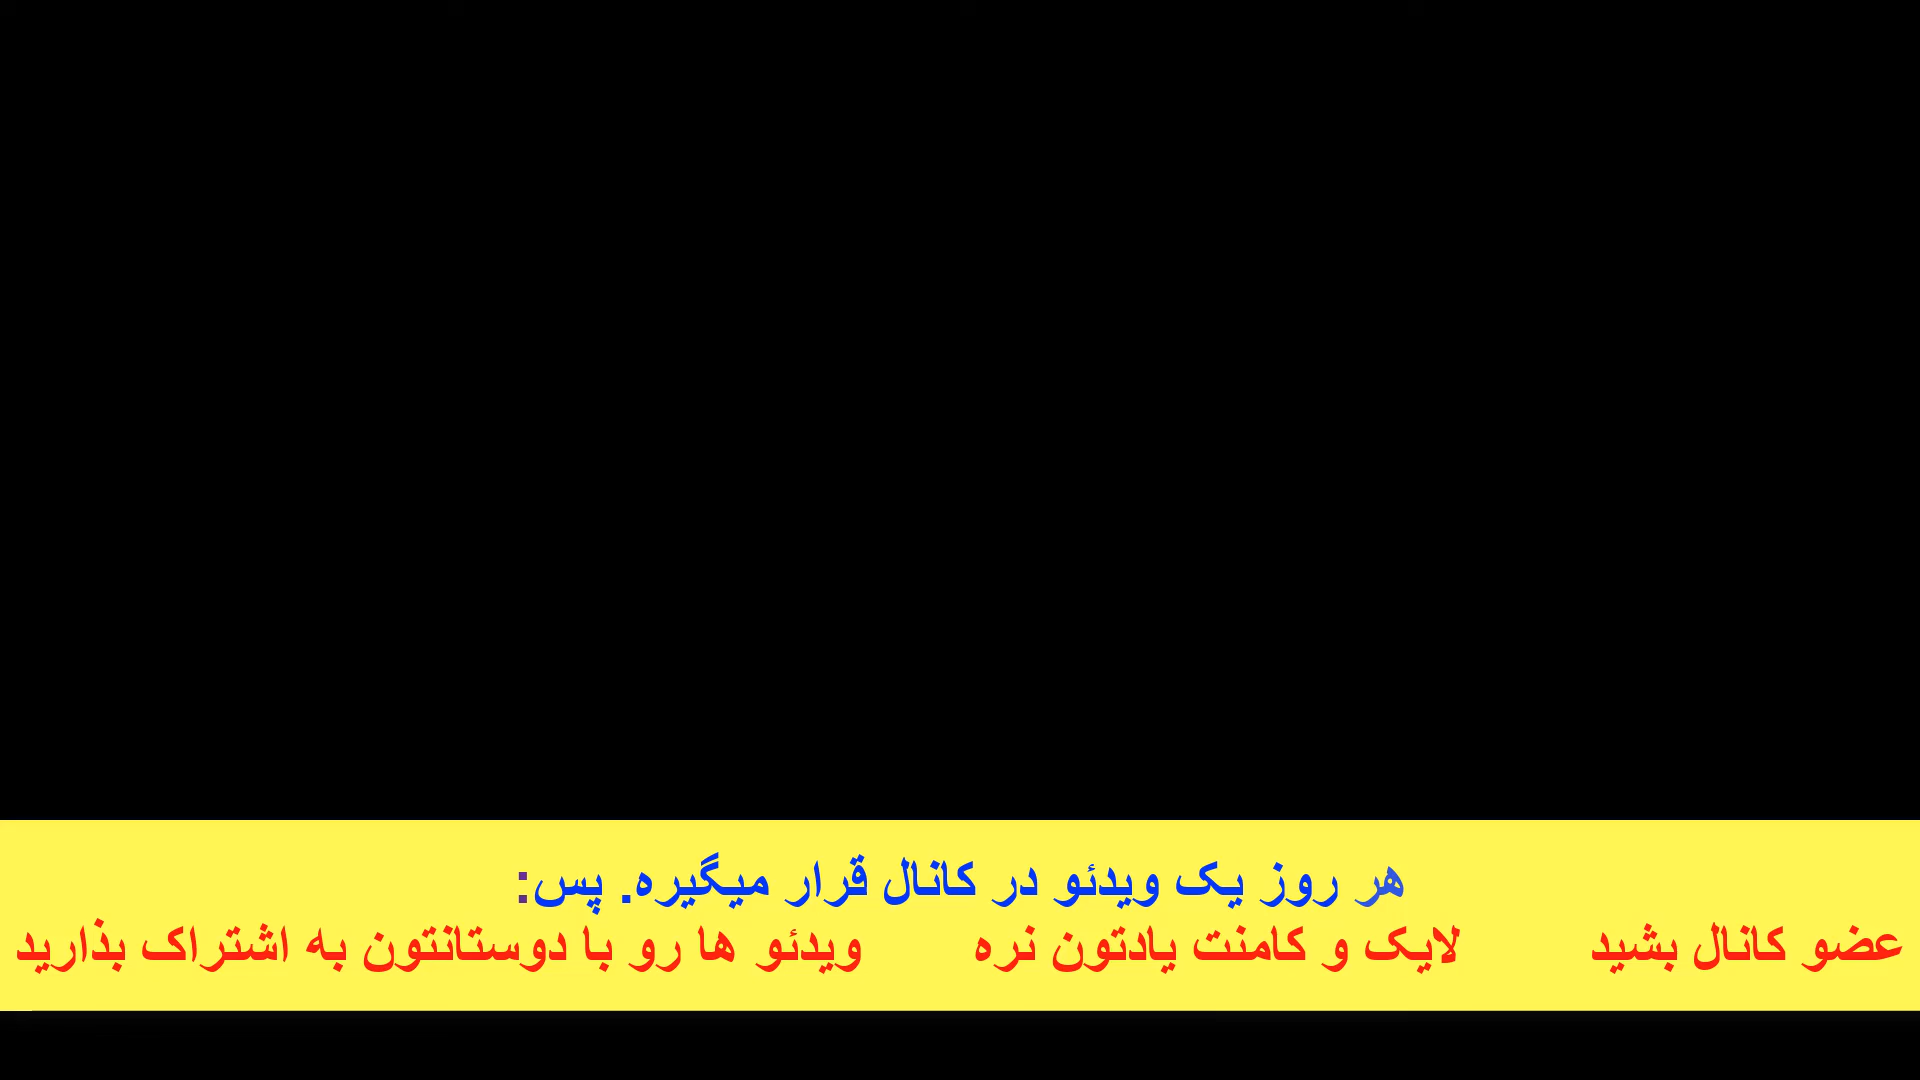 هر روز یک ویدئو در کانال قرار میگیره. پس:
عضو کانال بشید لایک و کامنت یادتون نره ویدئو ها رو با دوستانتون به اشتراک بذارید